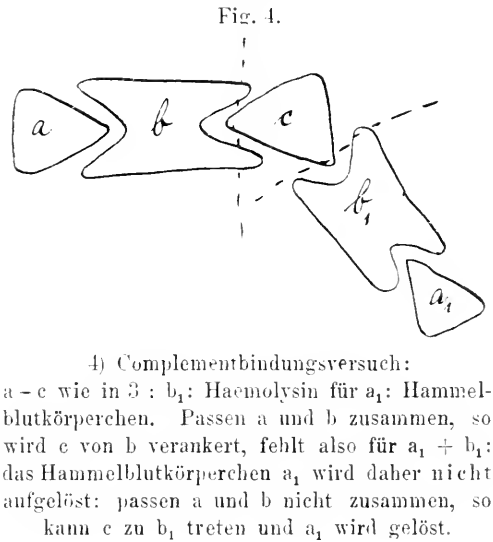 Fig. 4.
a b c
b₁
a₁
4) Complementbindungsversuch:
a – c wie in 3 : b₁: Haemolysin für a₁: Hammel-
blutkörperchen. Passen a und b zusammen, so
wird c von b verankert, fehlt also für a₁ + b₁:
das Hammelblutkörperchen a₁ wird daher nicht
aufgelöst: passen a und b nicht zusammen, so
kann c zu b₁ treten und a₁ wird gelöst.